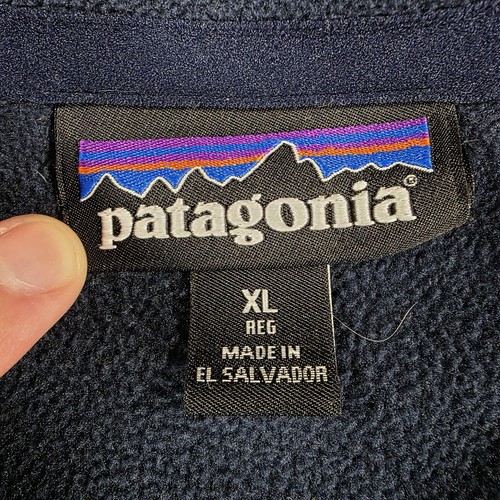 patagonia®
XL
REG
MADE IN
EL SALVADOR